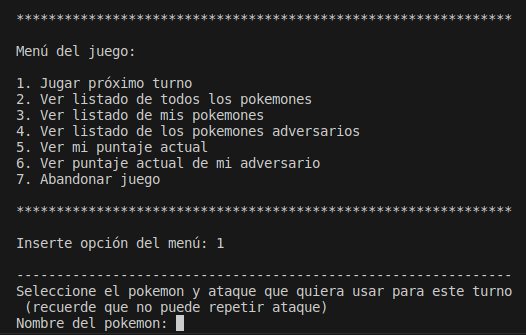 **************************************************************
Menú del juego:
1. Jugar próximo turno
2. Ver listado de todos los pokemones
3. Ver listado de mis pokemones
4. Ver listado de los pokemones adversarios
5. Ver mi puntaje actual
6. Ver puntaje actual de mi adversario
7. Abandonar juego
**************************************************************
Inserte opción del menú: 1
--------------------------------------------------------------
Seleccione el pokemon y ataque que quiera usar para este turno
 (recuerde que no puede repetir ataque)
Nombre del pokemon: